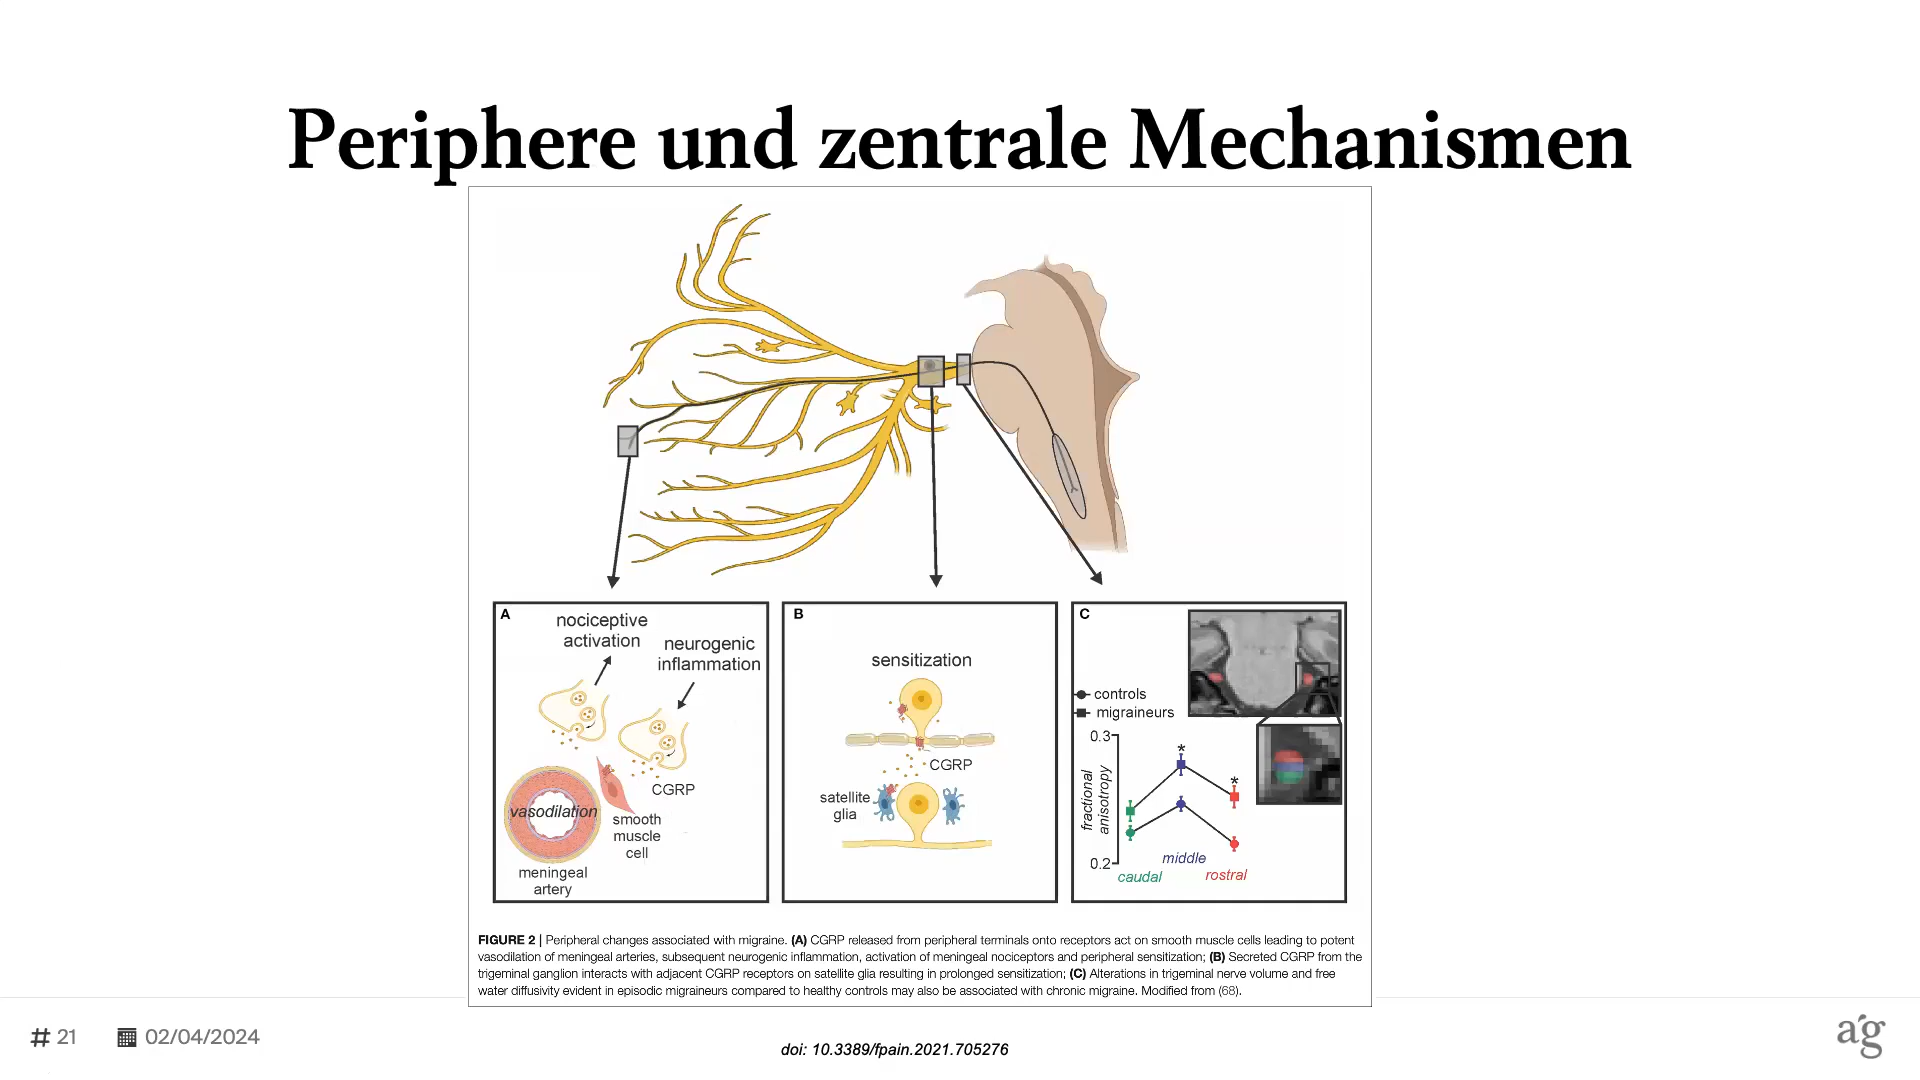 Periphere und zentrale Mechanismen
A
nociceptive
activation
neurogenic
inflammation
CGRP
vasodilation
smooth
muscle
cell
meningeal
artery
B
sensitization
CGRP
satellite
glia
C
controls
migraineurs
0.3
fractional
anisotropy
0.2
*
*
middle
caudal
rostral
FIGURE 2 | Peripheral changes associated with migraine. (A) CGRP released from peripheral terminals onto receptors act on smooth muscle cells leading to potent
vasodilation of meningeal arteries, subsequent neurogenic inflammation, activation of meningeal nociceptors and peripheral sensitization; (B) Secreted CGRP from the
trigeminal ganglion interacts with adjacent CGRP receptors on satellite glia resulting in prolonged sensitization; (C) Alterations in trigeminal nerve volume and free
water diffusivity evident in episodic migraineurs compared to healthy controls may also be associated with chronic migraine. Modified from (68).
# 21
02/04/2024
doi: 10.3389/fpain.2021.705276
a'g